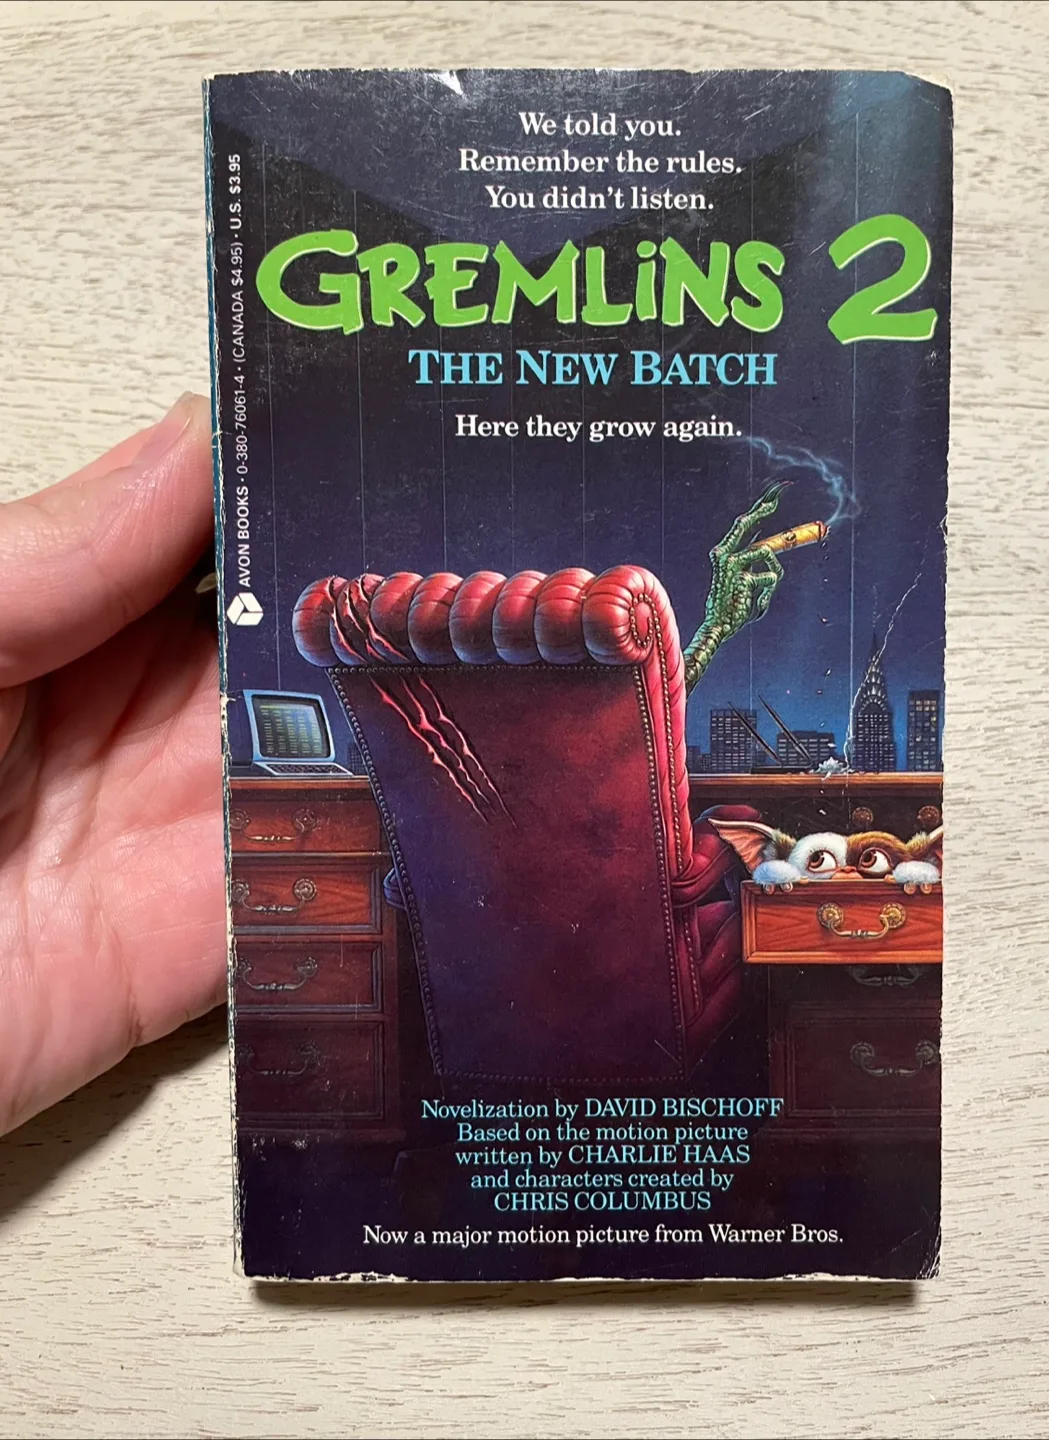 We told you.
Remember the rules.
You didn't listen.
GREMLiNS 2
THE NEW BATCH
Here they grow again.
AVON BOOKS · 0-380-76061-4 · (CANADA $4.95) · U.S. $3.95
Novelization by DAVID BISCHOFF
Based on the motion picture
written by CHARLIE HAAS
and characters created by
CHRIS COLUMBUS
Now a major motion picture from Warner Bros.